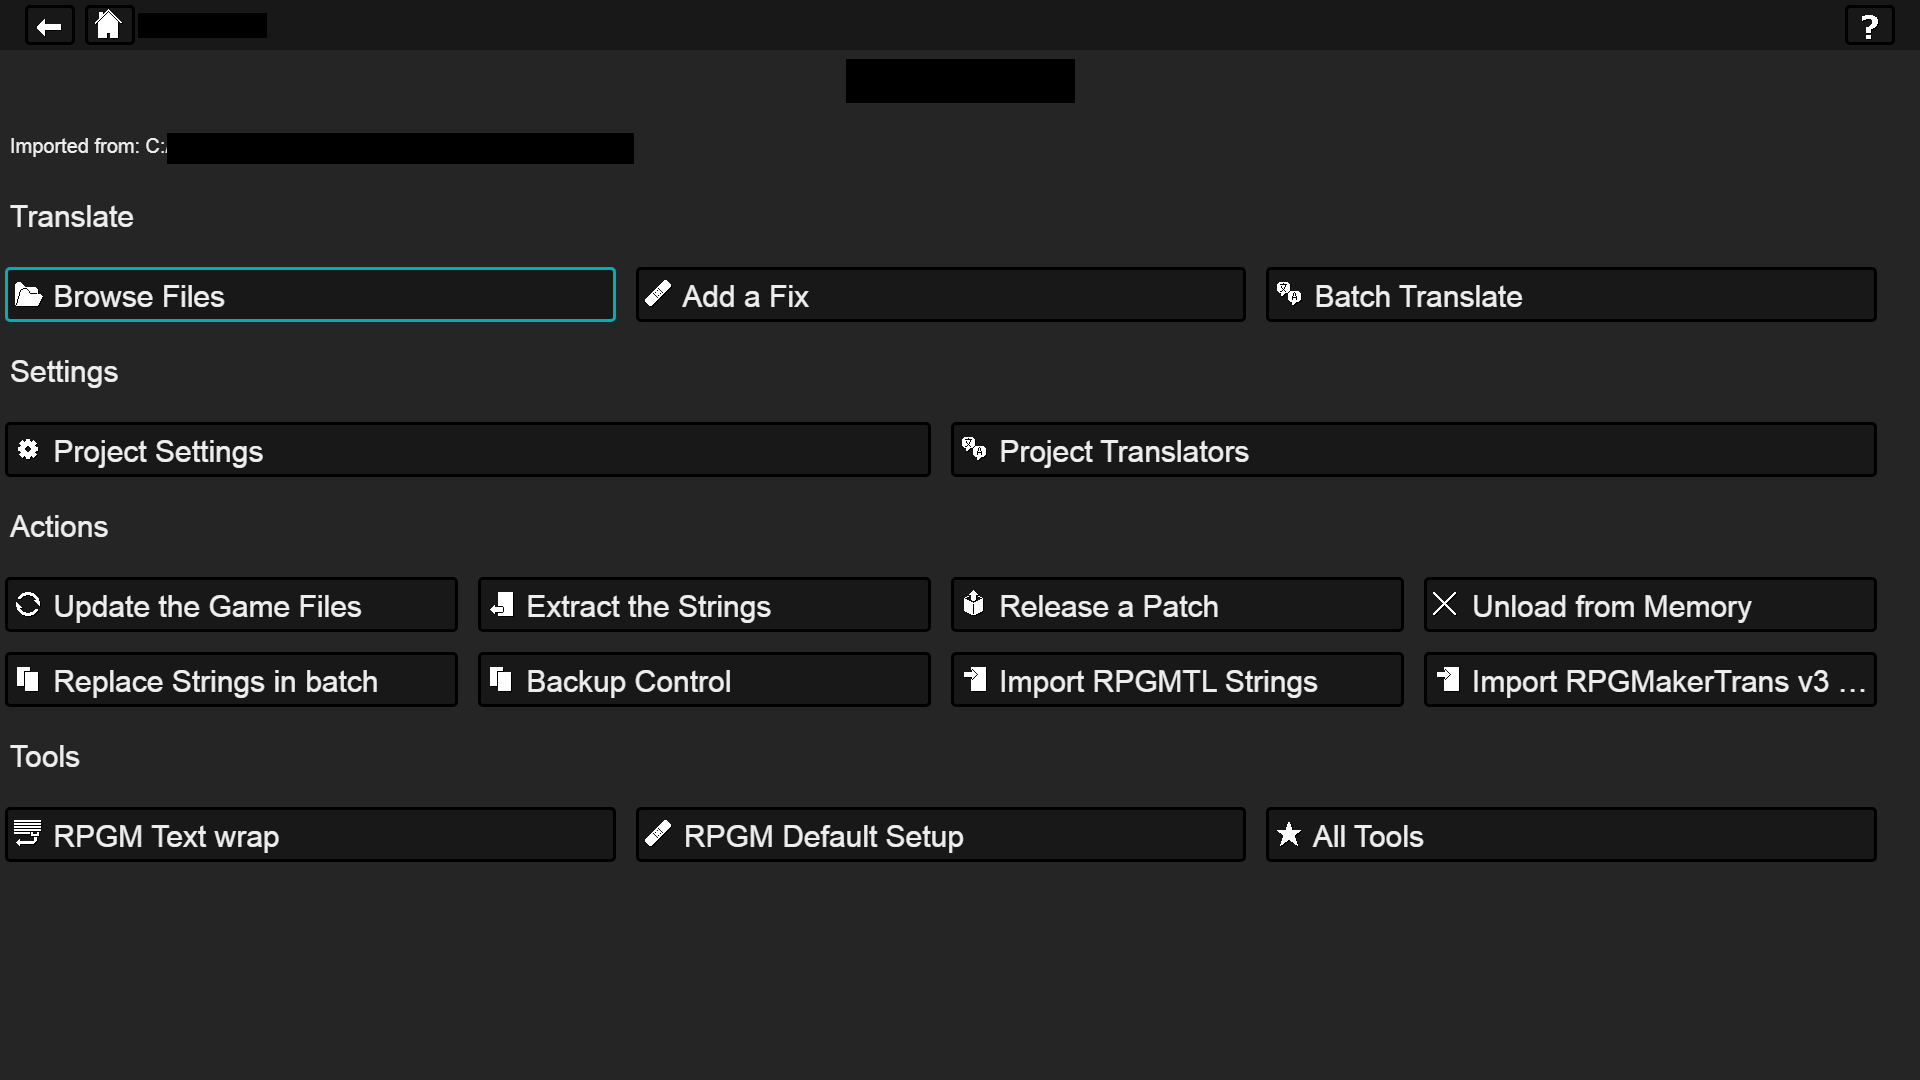 ?
Imported from: C:/
Translate
Browse Files
Add a Fix
Batch Translate
Settings
Project Settings
Project Translators
Actions
Update the Game Files
Extract the Strings
Release a Patch
Unload from Memory
Replace Strings in batch
Backup Control
Import RPGMTL Strings
Import RPGMakerTrans v3 ...
Tools
RPGM Text wrap
RPGM Default Setup
All Tools